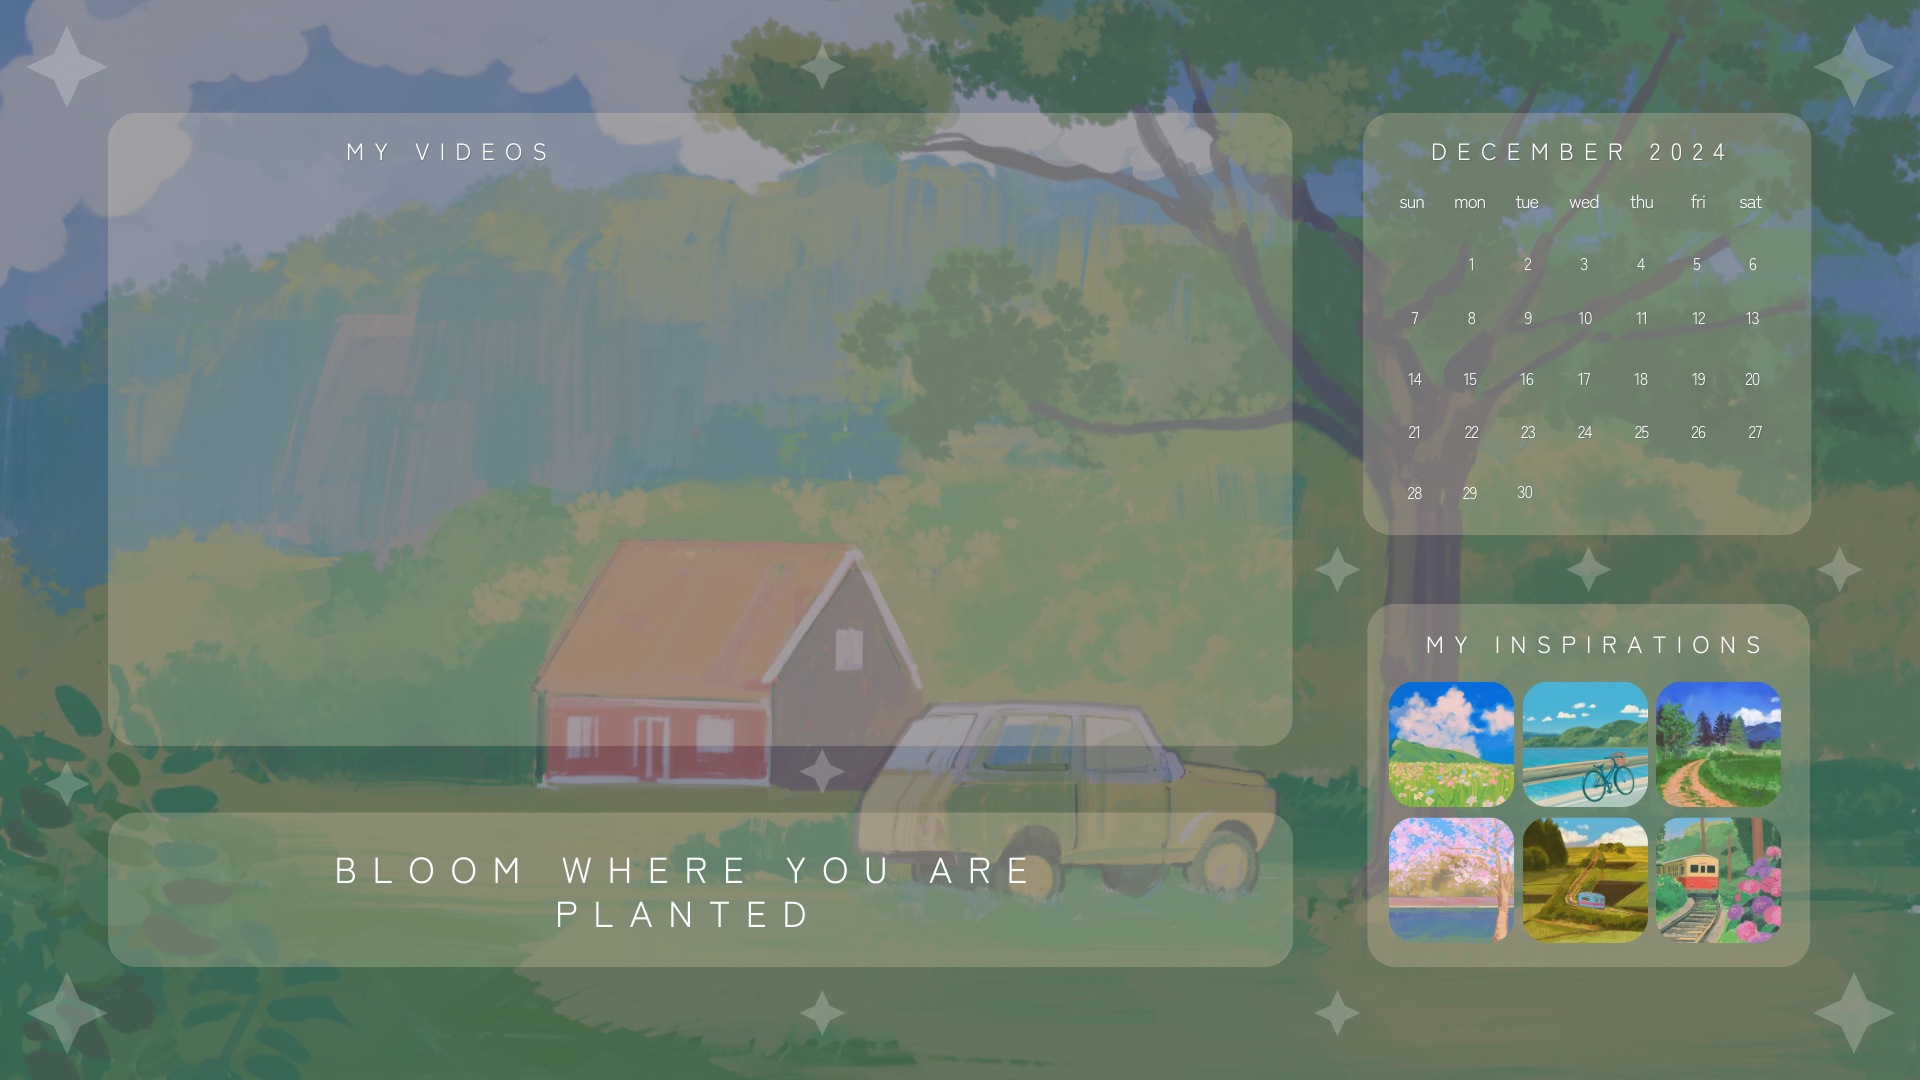 MY VIDEOS
DECEMBER 2024
sun mon tue wed thu fri sat
1 2 3 4 5 6
7 8 9 10 11 12 13
14 15 16 17 18 19 20
21 22 23 24 25 26 27
28 29 30
MY INSPIRATIONS
BLOOM WHERE YOU ARE
PLANTED